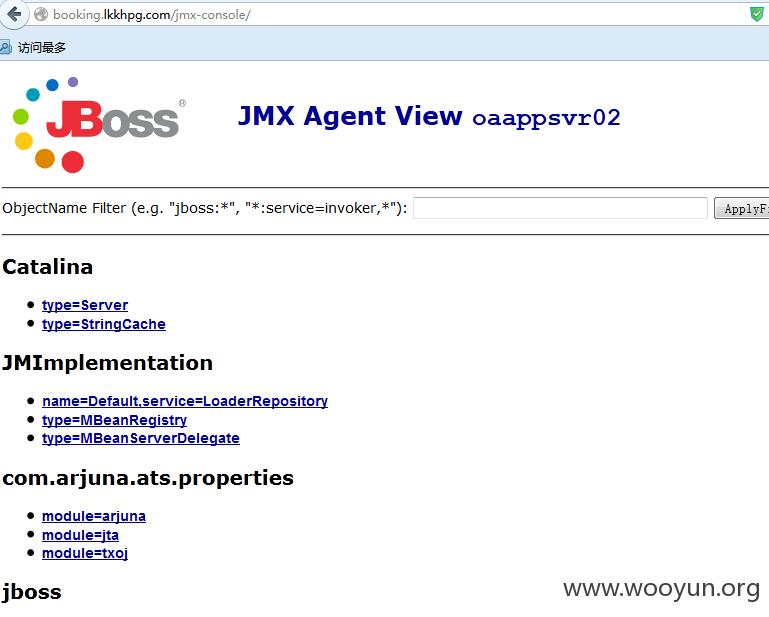 booking.lkkhpg.com/jmx-console/
访问最多
JBoss®
JMX Agent View oaappsvr02
ObjectName Filter (e.g. "jboss:*", "*:service=invoker,*"): ApplyF
Catalina
type=Server
type=StringCache
JMImplementation
name=Default,service=LoaderRepository
type=MBeanRegistry
type=MBeanServerDelegate
com.arjuna.ats.properties
module=arjuna
module=jta
module=txoj
jboss
www.wooyun.org